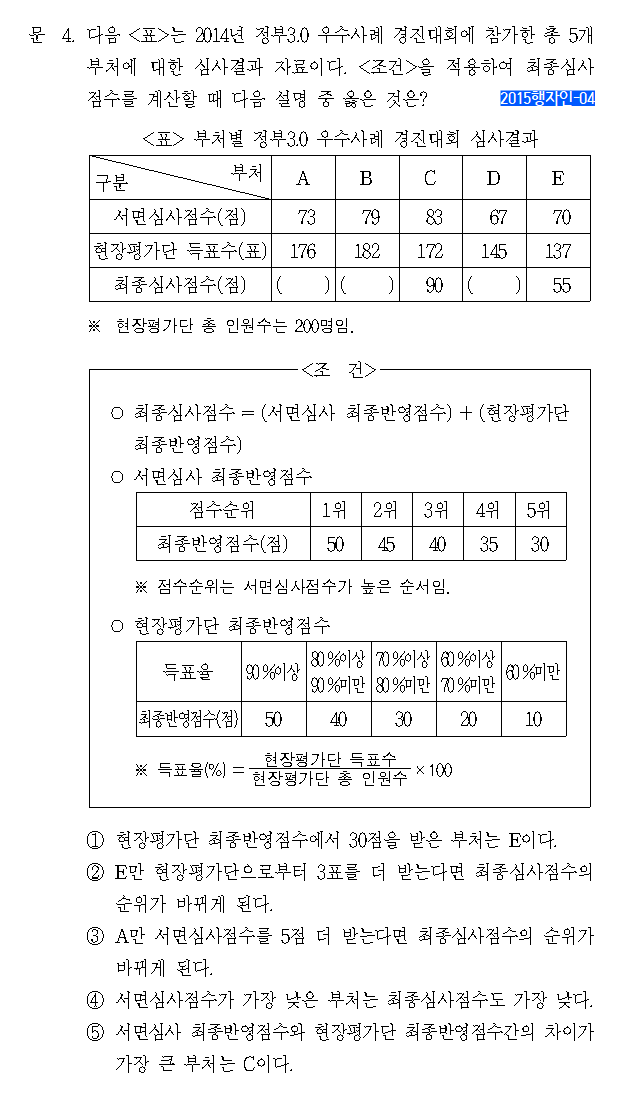 문 4. 다음 <표>는 2014년 정부3.0 우수사례 경진대회에 참가한 총 5개
부처에 대한 심사결과 자료이다. <조건>을 적용하여 최종심사
점수를 계산할 때 다음 설명 중 옳은 것은?
2015행자인-04
<표> 부처별 정부3.0 우수사례 경진대회 심사결과
구분 부처 A B C D E
서면심사점수(점) 73 79 83 67 70
현장평가단 득표수(표) 176 182 172 145 137
최종심사점수(점) ( ) ( ) 90 ( ) 55
※ 현장평가단 총 인원수는 200명임.
<조 건>
○ 최종심사점수 = (서면심사 최종반영점수) + (현장평가단
최종반영점수)
○ 서면심사 최종반영점수
점수순위 1위 2위 3위 4위 5위
최종반영점수(점) 50 45 40 35 30
※ 점수순위는 서면심사점수가 높은 순서임.
○ 현장평가단 최종반영점수
득표율 90%이상 80%이상 90%미만 70%이상 80%미만 60%이상 70%미만 60%미만
최종반영점수(점) 50 40 30 20 10
※ 득표율(%) = 현장평가단 득표수 / 현장평가단 총 인원수 × 100
① 현장평가단 최종반영점수에서 30점을 받은 부처는 E이다.
② E만 현장평가단으로부터 3표를 더 받는다면 최종심사점수의
순위가 바뀌게 된다.
③ A만 서면심사점수를 5점 더 받는다면 최종심사점수의 순위가
바뀌게 된다.
④ 서면심사점수가 가장 낮은 부처는 최종심사점수도 가장 낮다.
⑤ 서면심사 최종반영점수와 현장평가단 최종반영점수간의 차이가
가장 큰 부처는 C이다.